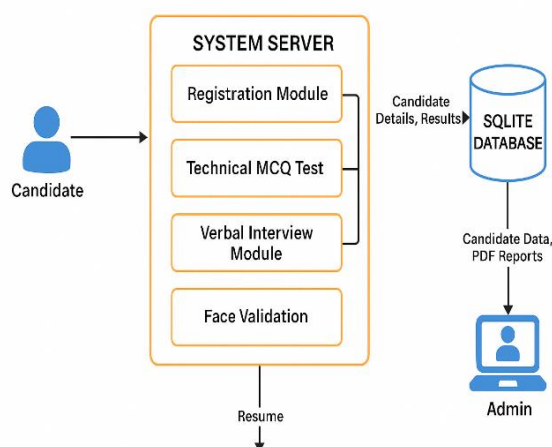 SYSTEM SERVER
Registration Module
Technical MCQ Test
Verbal Interview
Module
Face Validation
Candidate
Candidate
Details, Results
SQLITE
DATABASE
Candidate Data,
PDF Reports
Admin
Resume